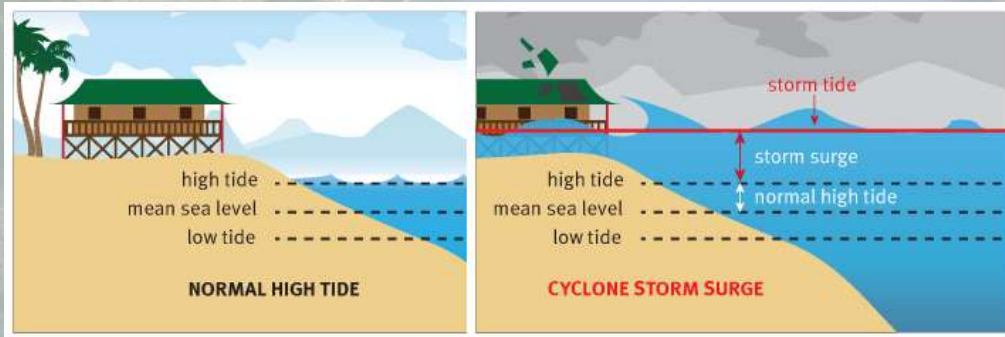 high tide
mean sea level
low tide
NORMAL HIGH TIDE
storm tide
storm surge
high tide
normal high tide
mean sea level
low tide
CYCLONE STORM SURGE